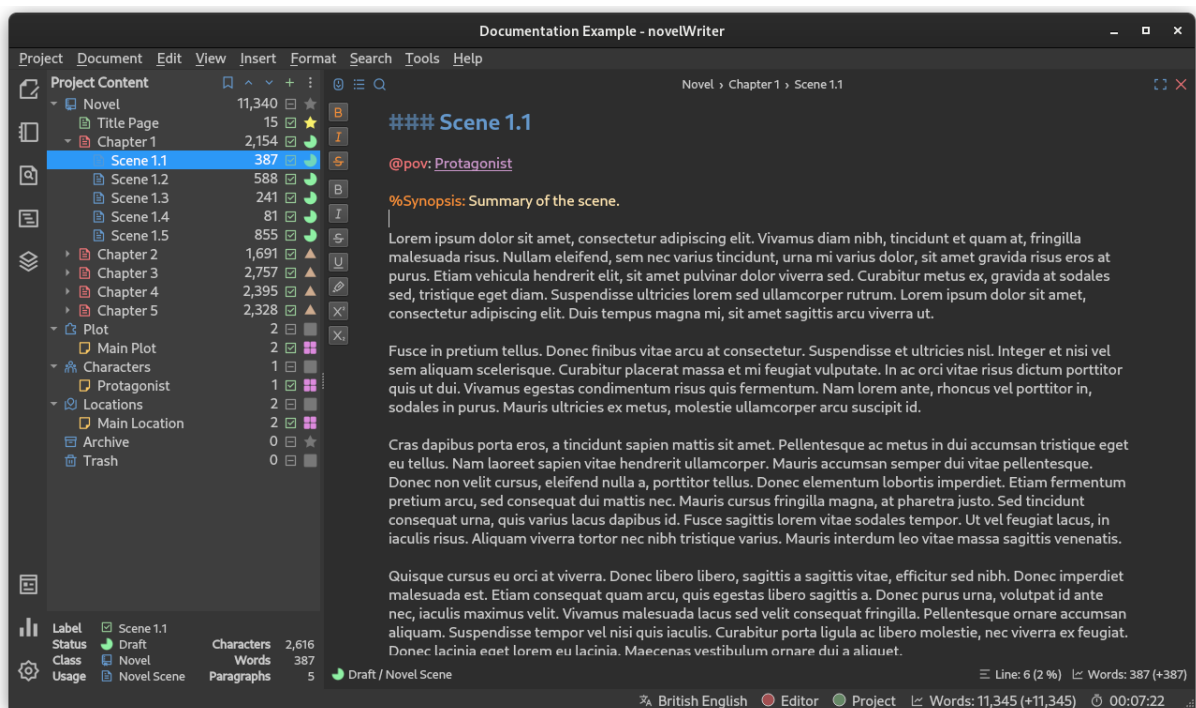 Documentation Example - novelWriter
Project Document Edit View Insert Format Search Tools Help
Project Content
Novel 11,340
Title Page 15
Chapter 1 2,154
Scene 1.1 387
Scene 1.2 588
Scene 1.3 241
Scene 1.4 81
Scene 1.5 855
Chapter 2 1,691
Chapter 3 2,757
Chapter 4 2,395
Chapter 5 2,328
Plot 2
Main Plot 2
Characters 1
Protagonist 1
Locations 2
Main Location 2
Archive 0
Trash 0
Label Scene 1.1
Status Draft Characters 2,616
Class Novel Words 387
Usage Novel Scene Paragraphs 5
Novel › Chapter 1 › Scene 1.1
B
I
S
B
I
S
U
X²
X₂
### Scene 1.1
@pov: Protagonist
%Synopsis: Summary of the scene.
Lorem ipsum dolor sit amet, consectetur adipiscing elit. Vivamus diam nibh, tincidunt et quam at, fringilla
malesuada risus. Nullam eleifend, sem nec varius tincidunt, urna mi varius dolor, sit amet gravida risus eros at
purus. Etiam vehicula hendrerit elit, sit amet pulvinar dolor viverra sed. Curabitur metus ex, gravida at sodales
sed, tristique eget diam. Suspendisse ultricies lorem sed ullamcorper rutrum. Lorem ipsum dolor sit amet,
consectetur adipiscing elit. Duis tempus magna mi, sit amet sagittis arcu viverra ut.
Fusce in pretium tellus. Donec finibus vitae arcu at consectetur. Suspendisse et ultricies nisl. Integer et nisi vel
sem aliquam scelerisque. Curabitur placerat massa et mi feugiat vulputate. In ac orci vitae risus dictum porttitor
quis ut dui. Vivamus egestas condimentum risus quis fermentum. Nam lorem ante, rhoncus vel porttitor in,
sodales in purus. Mauris ultricies ex metus, molestie ullamcorper arcu suscipit id.
Cras dapibus porta eros, a tincidunt sapien mattis sit amet. Pellentesque ac metus in dui accumsan tristique eget
eu tellus. Nam laoreet sapien vitae hendrerit ullamcorper. Mauris accumsan semper dui vitae pellentesque.
Donec non velit cursus, eleifend nulla a, porttitor tellus. Donec elementum lobortis imperdiet. Etiam fermentum
pretium arcu, sed consequat dui mattis nec. Mauris cursus fringilla magna, at pharetra justo. Sed tincidunt
consequat urna, quis varius lacus dapibus id. Fusce sagittis lorem vitae sodales tempor. Ut vel feugiat lacus, in
iaculis risus. Aliquam viverra tortor nec nibh tristique varius. Mauris interdum leo vitae massa sagittis venenatis.
Quisque cursus eu orci at viverra. Donec libero libero, sagittis a sagittis vitae, efficitur sed nibh. Donec imperdiet
malesuada est. Etiam consequat quam arcu, quis egestas libero sagittis a. Donec purus urna, volutpat id ante
nec, iaculis maximus velit. Vivamus malesuada lacus sed velit consequat fringilla. Pellentesque ornare accumsan
aliquam. Suspendisse tempor vel nisi quis iaculis. Curabitur porta ligula ac libero molestie, nec viverra ex feugiat.
Donec lacinia eget lorem eu lacinia. Maecenas vestibulum ornare dui a aliquet.
Draft / Novel Scene Line: 6 (2 %) Words: 387 (+387)
British English Editor Project Words: 11,345 (+11,345) 00:07:22